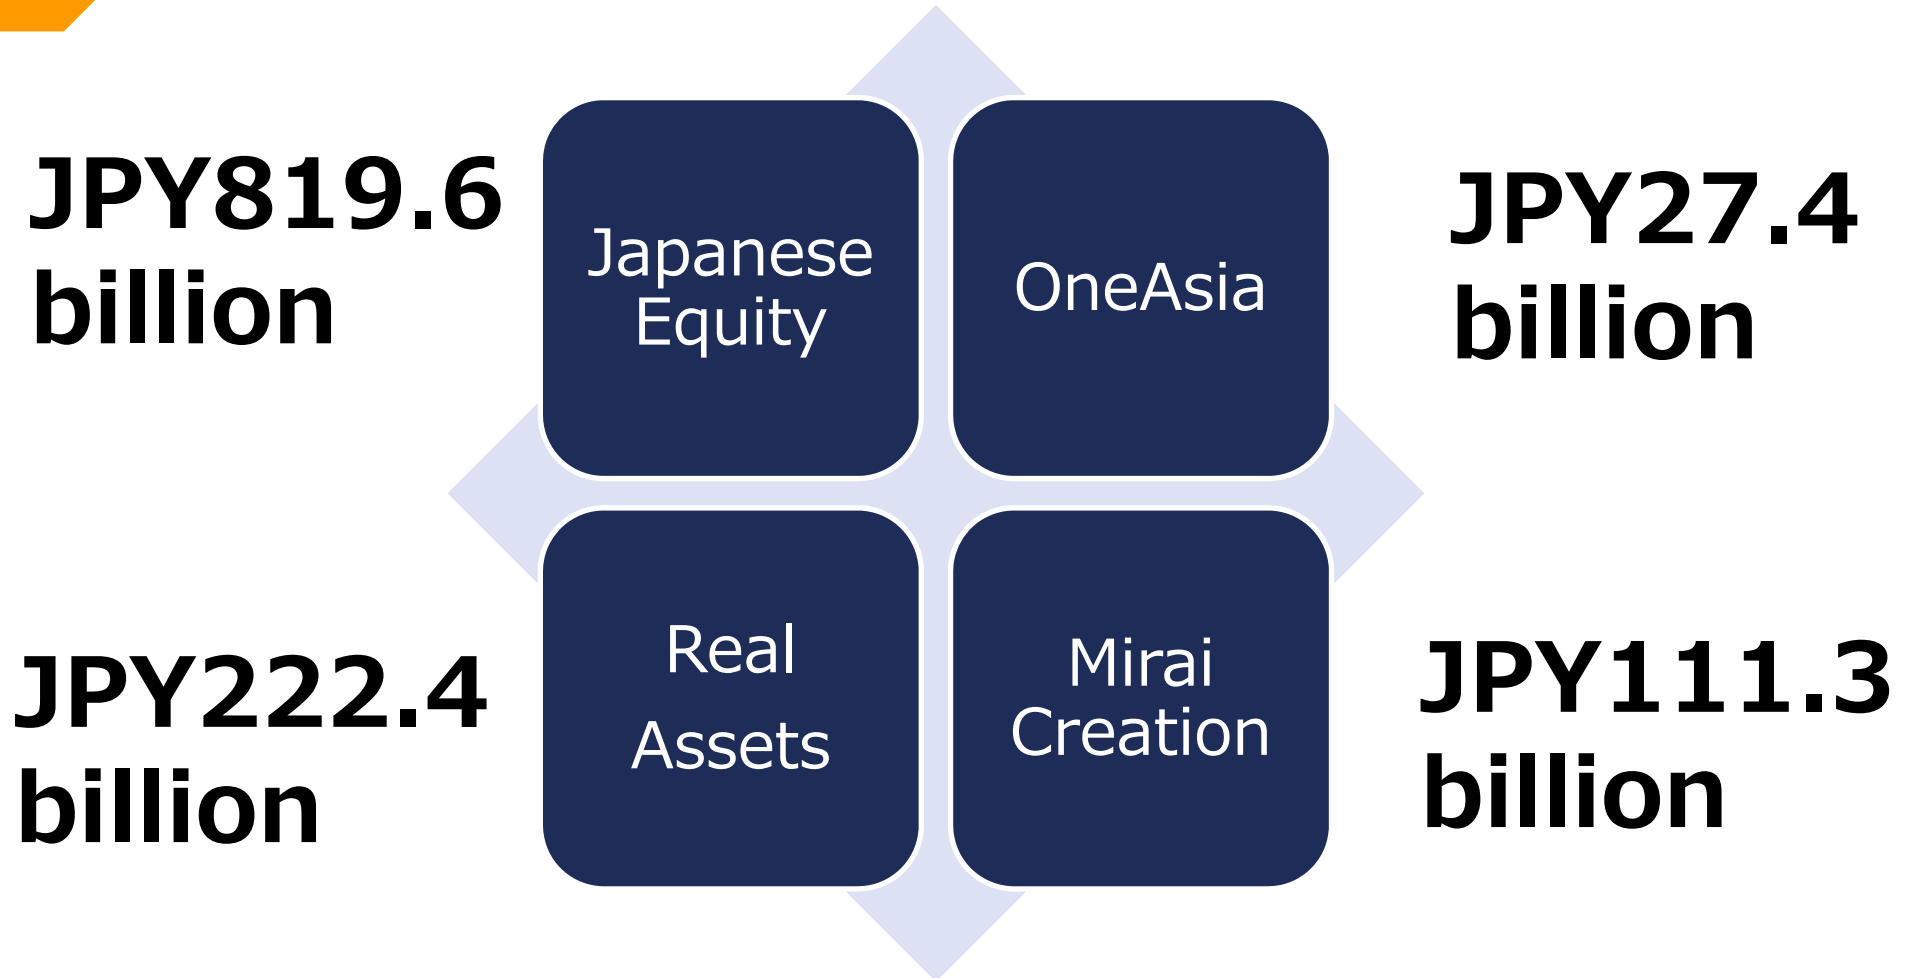 JPY819.6
billion
Japanese
Equity
OneAsia
JPY27.4
billion
JPY222.4
billion
Real
Assets
Mirai
Creation
JPY111.3
billion